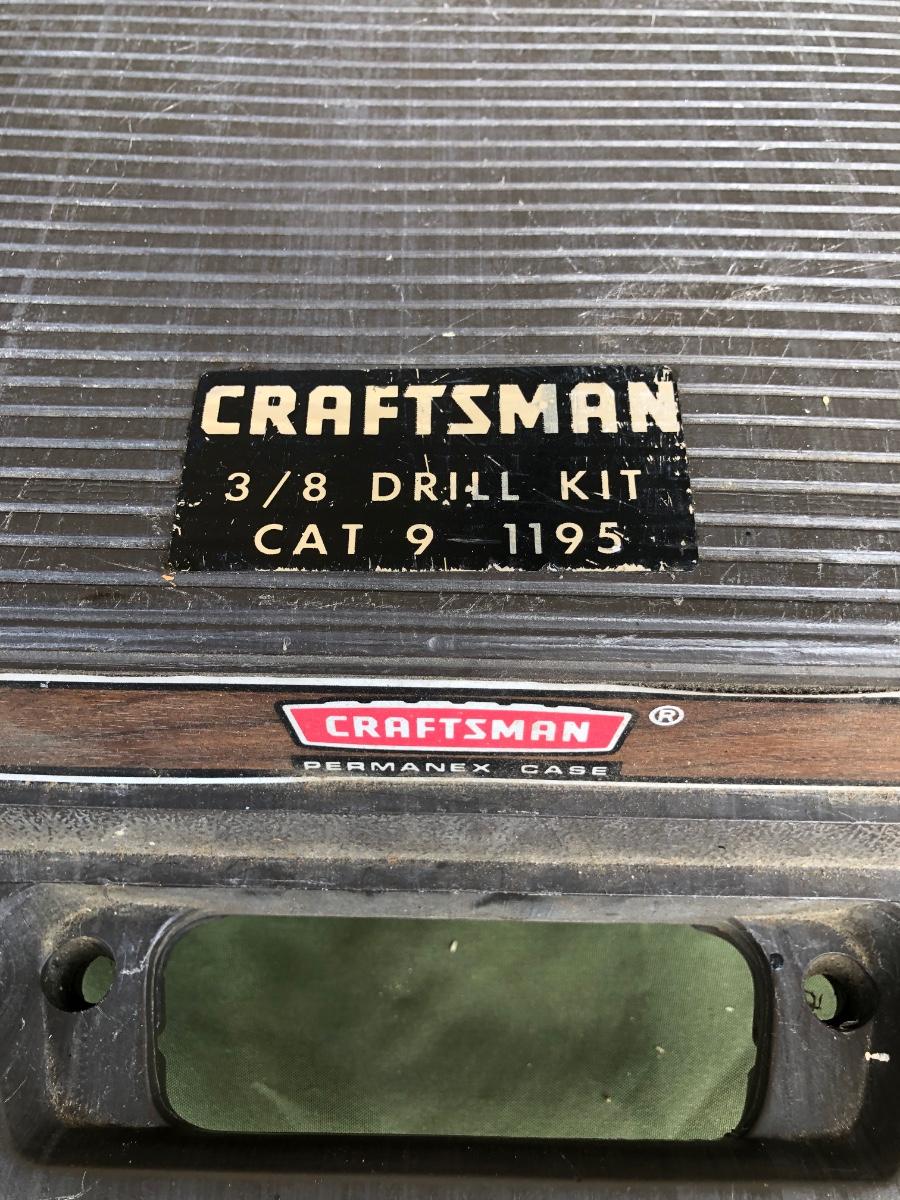 CRAFTSMAN
3/8 DRILL KIT
CAT 9 1195
CRAFTSMAN ®
PERMANEX CASE